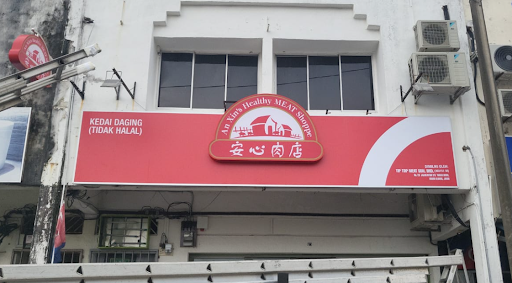 KEDAI DAGING
(TIDAK HALAL)
An Xin's Healthy MEAT Shoppe
安心肉店